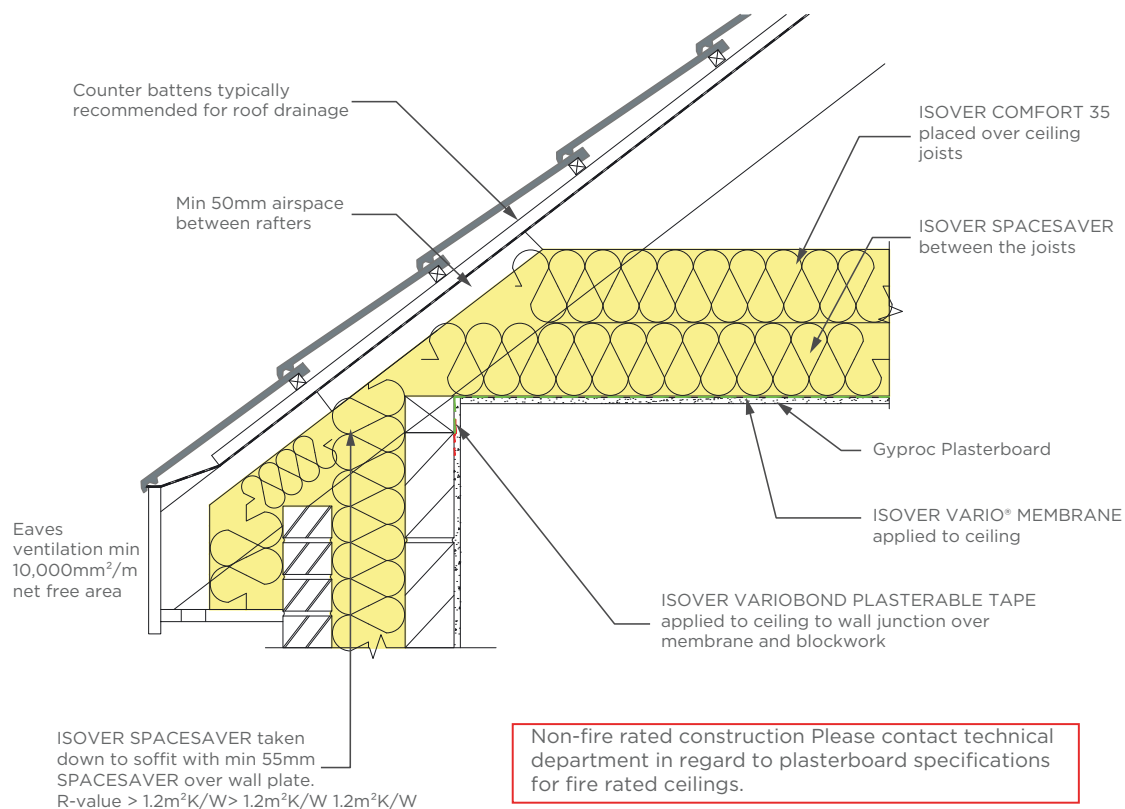 Counter battens typically
recommended for roof drainage
Min 50mm airspace
between rafters
ISOVER COMFORT 35
placed over ceiling
joists
ISOVER SPACESAVER
between the joists
Gyproc Plasterboard
ISOVER VARIO® MEMBRANE
applied to ceiling
Eaves
ventilation min
10,000mm²/m
net free area
ISOVER VARIOBOND PLASTERABLE TAPE
applied to ceiling to wall junction over
membrane and blockwork
ISOVER SPACESAVER taken
down to soffit with min 55mm
SPACESAVER over wall plate.
R-value > 1.2m²K/W> 1.2m²K/W 1.2m²K/W
Non-fire rated construction Please contact technical
department in regard to plasterboard specifications
for fire rated ceilings.